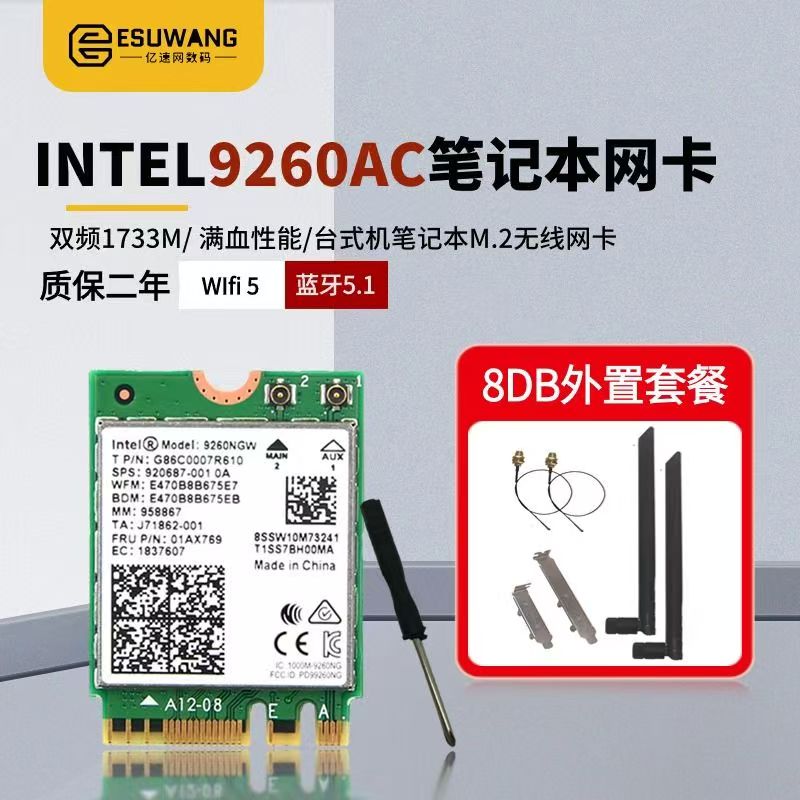 ESUWANG
亿速网数码
INTEL9260AC笔记本网卡
双频1733M/ 满血性能/台式机笔记本M.2无线网卡
质保二年
WIfi 5
蓝牙5.1
8DB外置套餐
2
1
Intel® Model: 9260NGW
T P/N: G86C0007R610
SPS: 920687-001 0A
WFM: E470B8B675E7
BDM: E470B8B675EB
MM: 958867
TA: J71862-001
FRU P/N: 01AX769
EC: 1837607
MAIN
2
AUX
1
8SSW10M73241
T1SS7BH00MA
Made in China
CCC
CE
IC: 1000M-9260NG
FCC ID: PD99260NG
A12-08
E
A